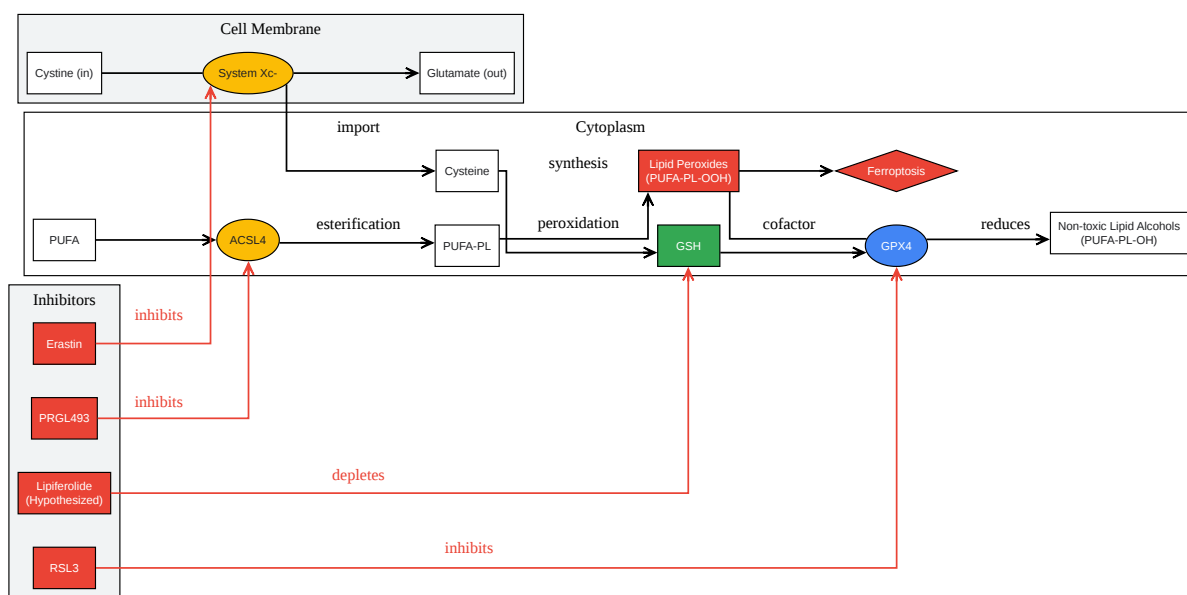 Cell Membrane
Cystine (in)
System Xc-
Glutamate (out)
import
Cytoplasm
Cysteine
synthesis
Lipid Peroxides
(PUFA-PL-OOH)
Ferroptosis
PUFA
ACSL4
esterification
PUFA-PL
peroxidation
GSH
cofactor
GPX4
reduces
Non-toxic Lipid Alcohols
(PUFA-PL-OH)
Inhibitors
Erastin
inhibits
PRGL493
inhibits
Lipiferolide
(Hypothesized)
depletes
RSL3
inhibits